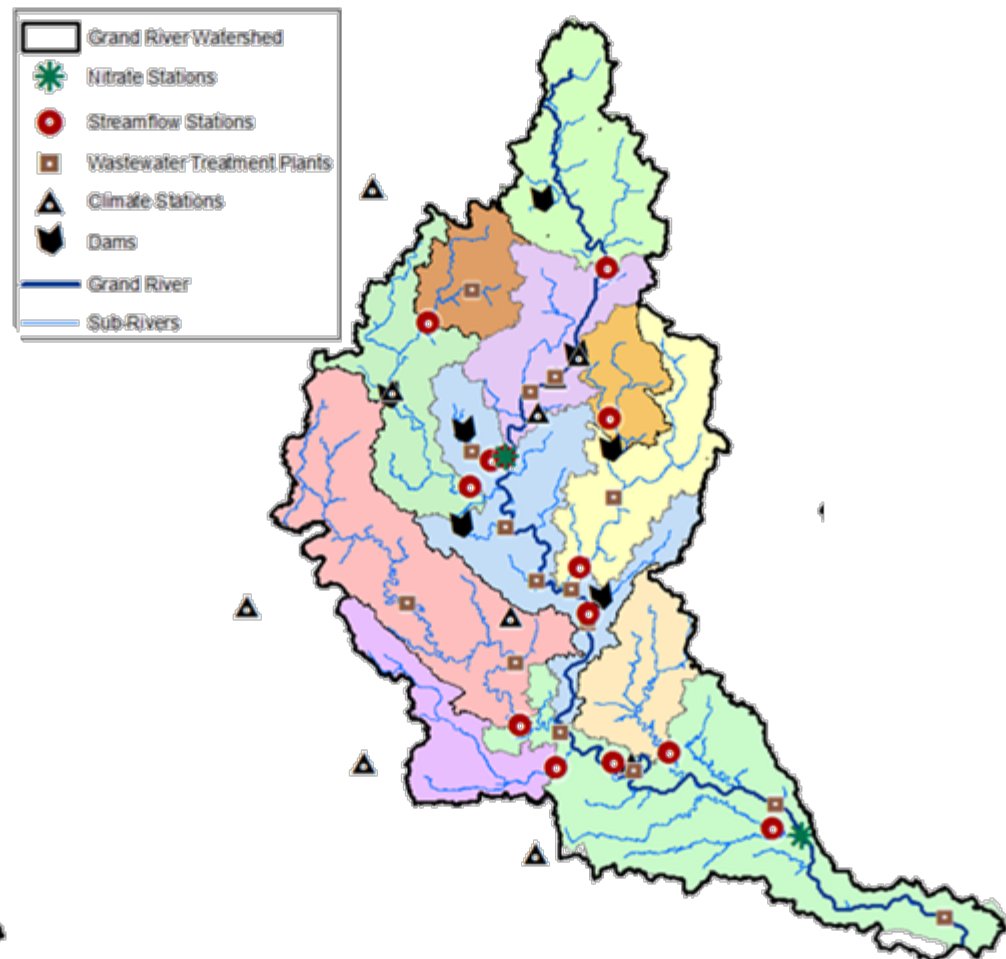 Grand River Watershed
Nitrate Stations
Streamflow Stations
Wastewater Treatment Plants
Climate Stations
Dams
Grand River
Sub-Rivers